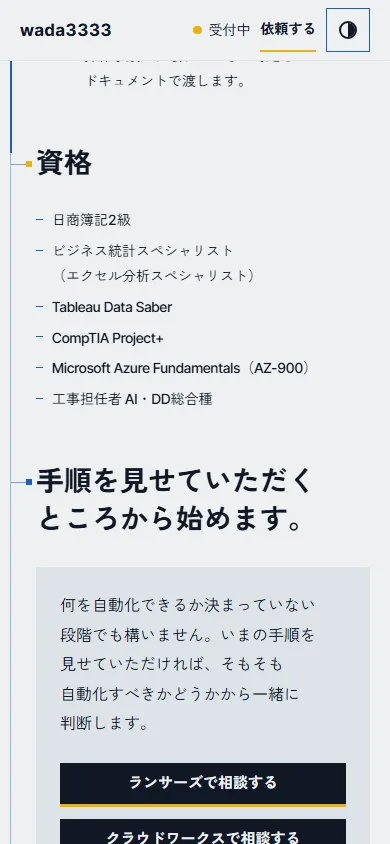 wada3333
受付中 依頼する
ドキュメントで渡します。
資格
日商簿記2級
ビジネス統計スペシャリスト
（エクセル分析スペシャリスト）
Tableau Data Saber
CompTIA Project+
Microsoft Azure Fundamentals（AZ-900）
工事担任者 AI・DD総合種
手順を見せていただく
ところから始めます。
何を自動化できるか決まっていない
段階でも構いません。いまの手順を
見せていただければ、そもそも
自動化すべきかどうかから一緒に
判断します。
ランサーズで相談する
クラウドワークスで相談する